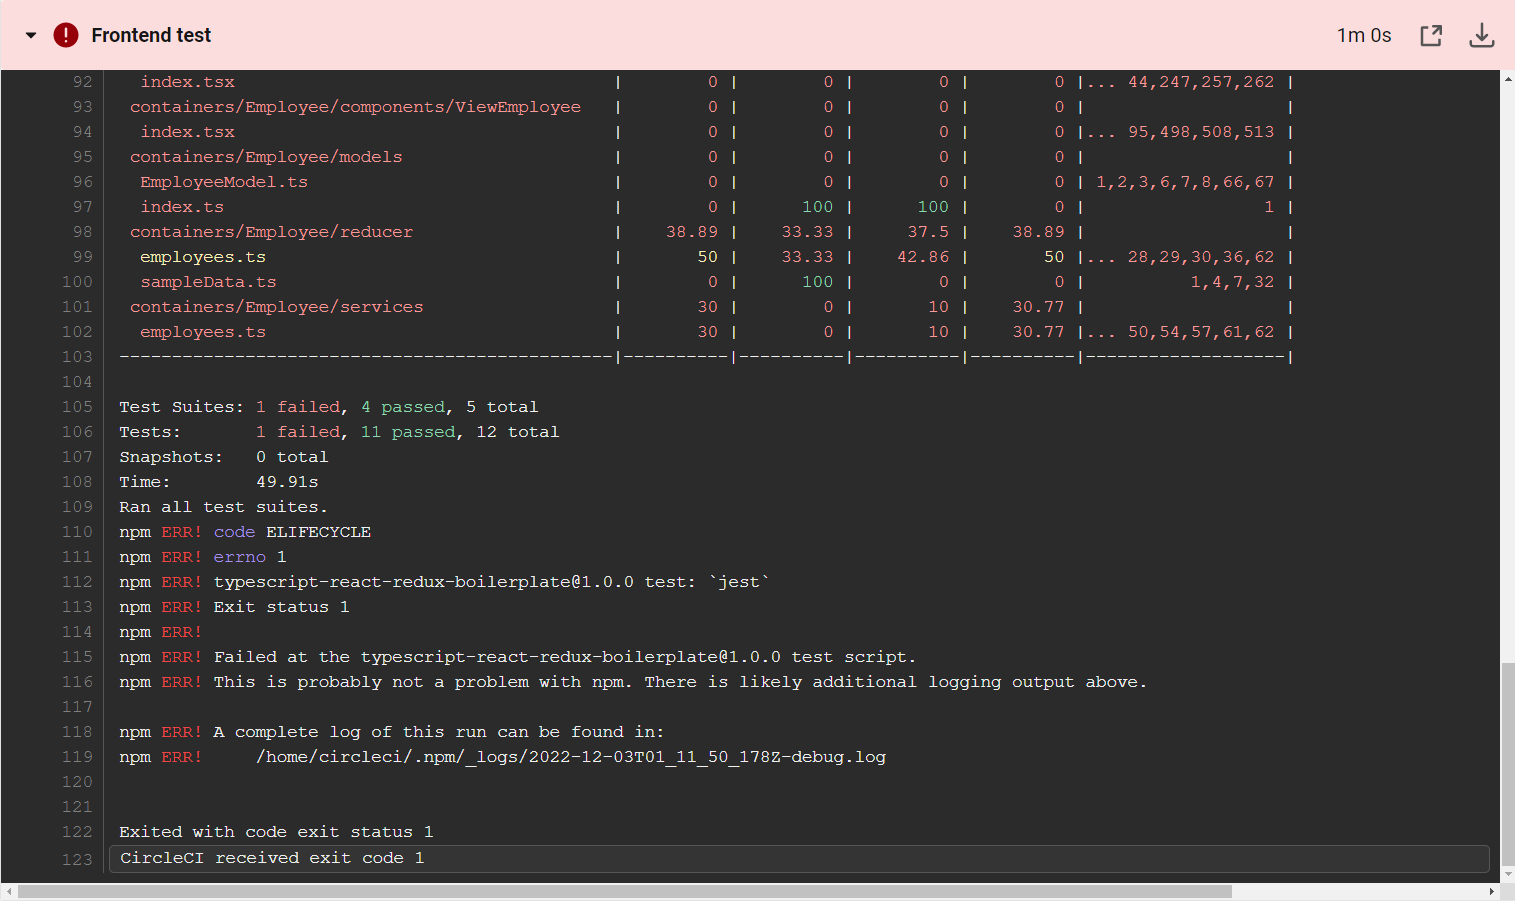 Frontend test 1m 0s
92 index.tsx | 0 | 0 | 0 | 0 |... 44,247,257,262 |
93 containers/Employee/components/ViewEmployee | 0 | 0 | 0 | 0 | |
94 index.tsx | 0 | 0 | 0 | 0 |... 95,498,508,513 |
95 containers/Employee/models | 0 | 0 | 0 | 0 | |
96 EmployeeModel.ts | 0 | 0 | 0 | 0 | 1,2,3,6,7,8,66,67 |
97 index.ts | 0 | 100 | 100 | 0 | 1 |
98 containers/Employee/reducer | 38.89 | 33.33 | 37.5 | 38.89 | |
99 employees.ts | 50 | 33.33 | 42.86 | 50 |... 28,29,30,36,62 |
100 sampleData.ts | 0 | 100 | 0 | 0 | 1,4,7,32 |
101 containers/Employee/services | 30 | 0 | 10 | 30.77 | |
102 employees.ts | 30 | 0 | 10 | 30.77 |... 50,54,57,61,62 |
103 -----------------------------------------------|----------|----------|----------|----------|-------------------|
104
105 Test Suites: 1 failed, 4 passed, 5 total
106 Tests: 1 failed, 11 passed, 12 total
107 Snapshots: 0 total
108 Time: 49.91s
109 Ran all test suites.
110 npm ERR! code ELIFECYCLE
111 npm ERR! errno 1
112 npm ERR! typescript-react-redux-boilerplate@1.0.0 test: `jest`
113 npm ERR! Exit status 1
114 npm ERR!
115 npm ERR! Failed at the typescript-react-redux-boilerplate@1.0.0 test script.
116 npm ERR! This is probably not a problem with npm. There is likely additional logging output above.
117
118 npm ERR! A complete log of this run can be found in:
119 npm ERR! /home/circleci/.npm/_logs/2022-12-03T01_11_50_178Z-debug.log
120
121
122 Exited with code exit status 1
123 CircleCI received exit code 1